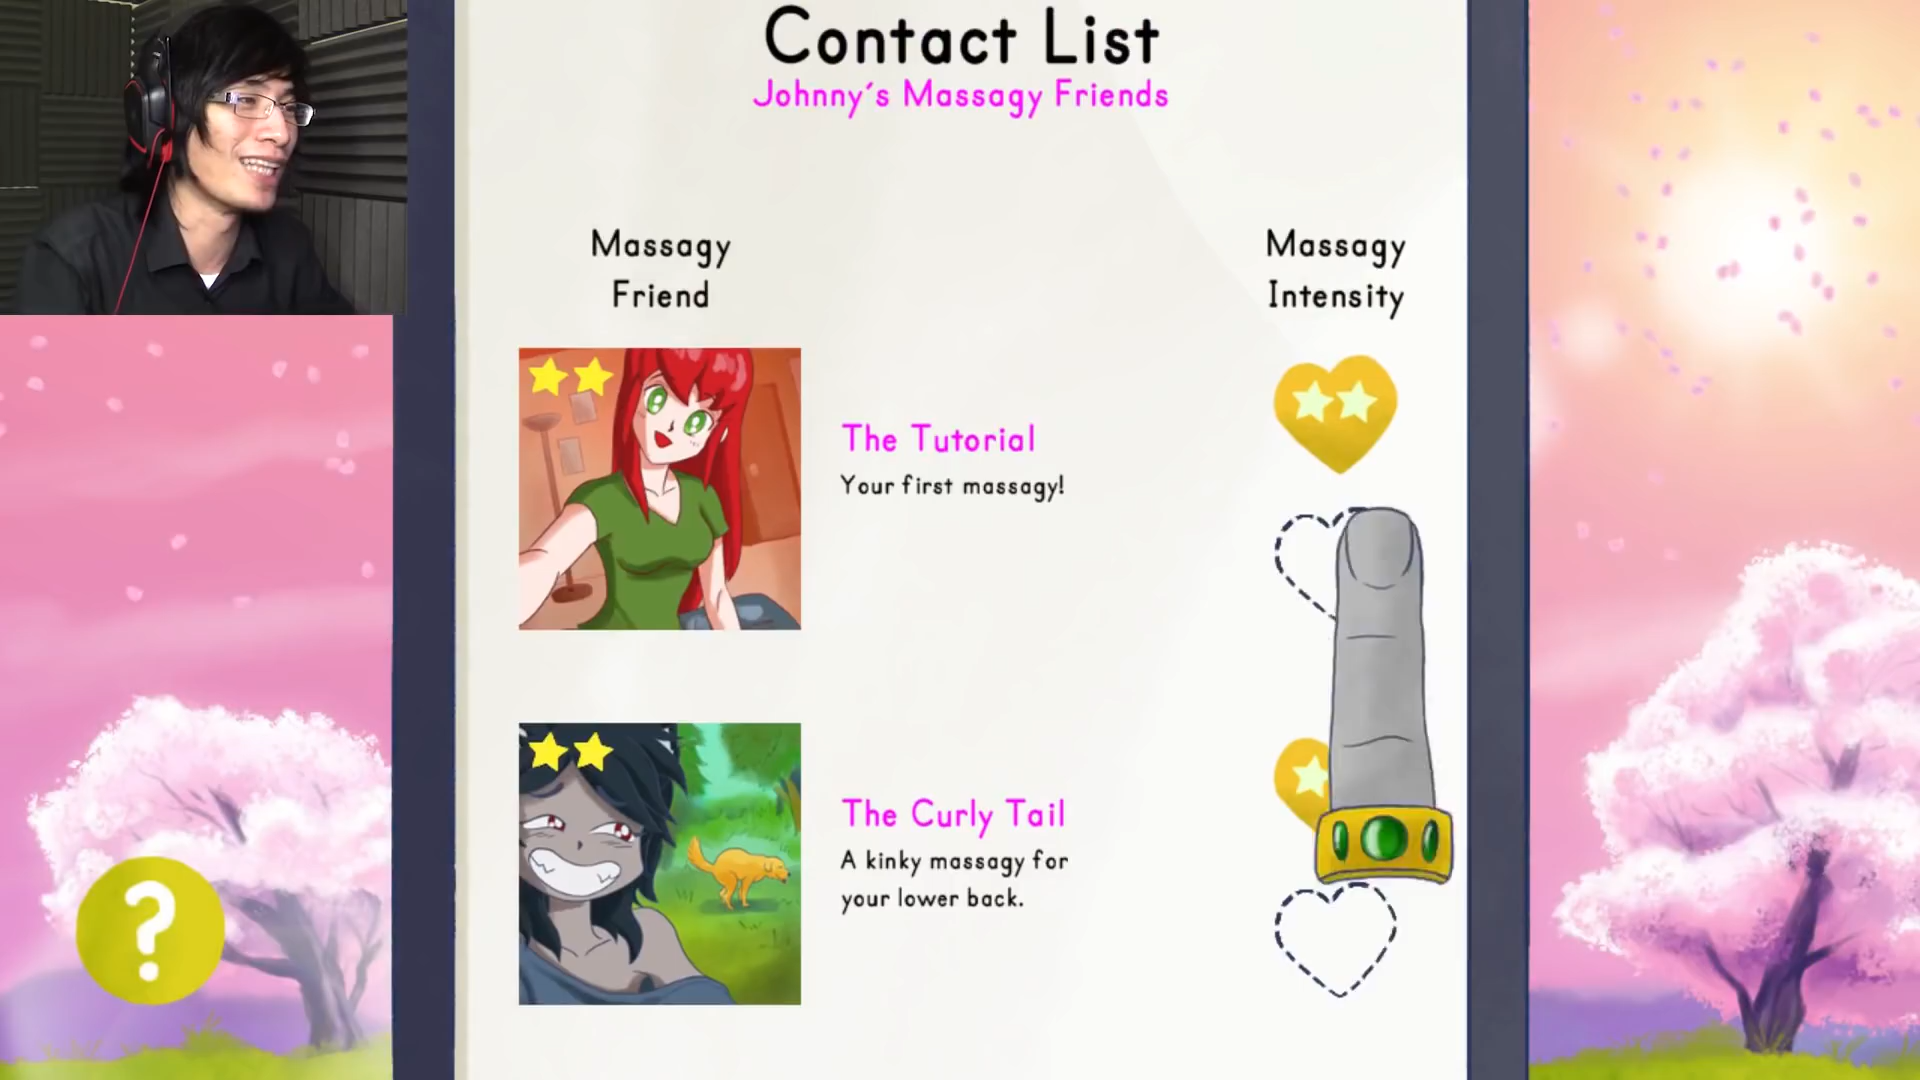 Contact List
Johnny's Massagy Friends
Massagy
Friend
Massagy
Intensity
The Tutorial
Your first massagy!
The Curly Tail
A kinky massagy for
your lower back.
?